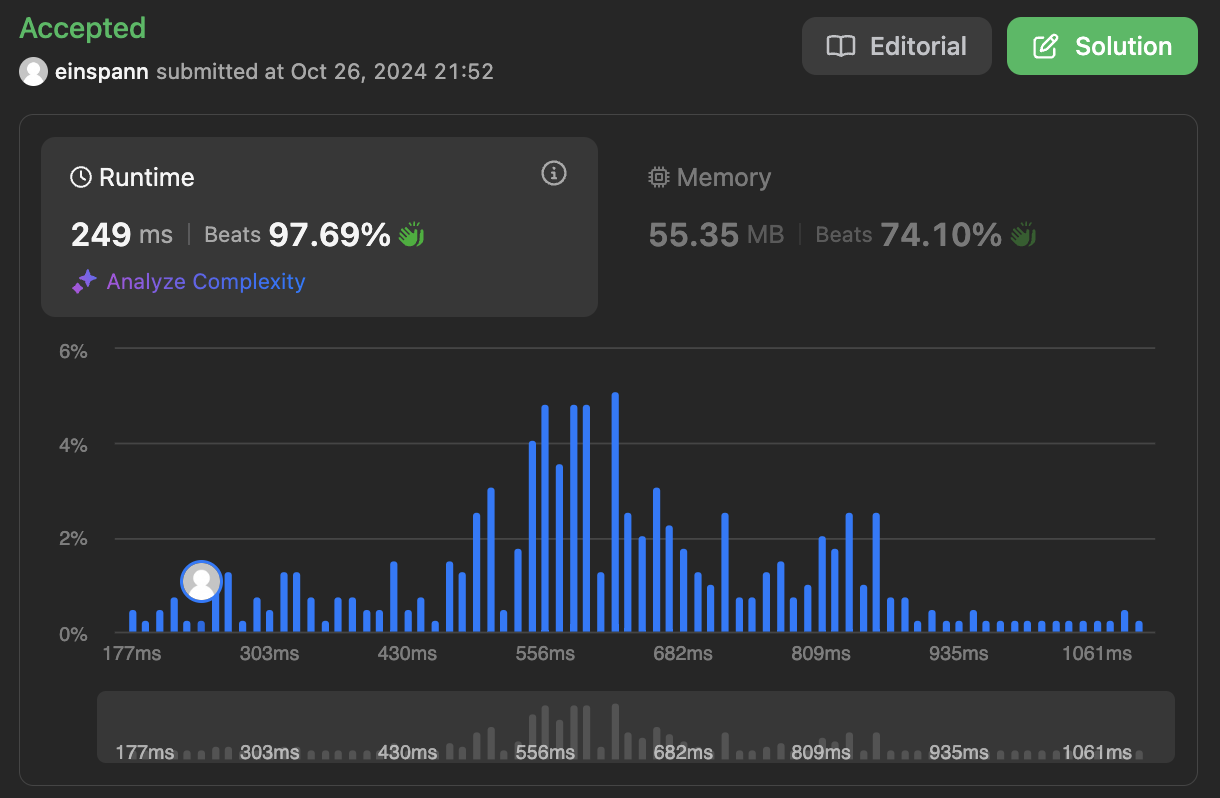 Accepted
Editorial
Solution
einspann submitted at Oct 26, 2024 21:52
Runtime
249 ms | Beats 97.69%
Analyze Complexity
Memory
55.35 MB | Beats 74.10%
6%
4%
2%
0%
177ms 303ms 430ms 556ms 682ms 809ms 935ms 1061ms
177ms 303ms 430ms 556ms 682ms 809ms 935ms 1061ms